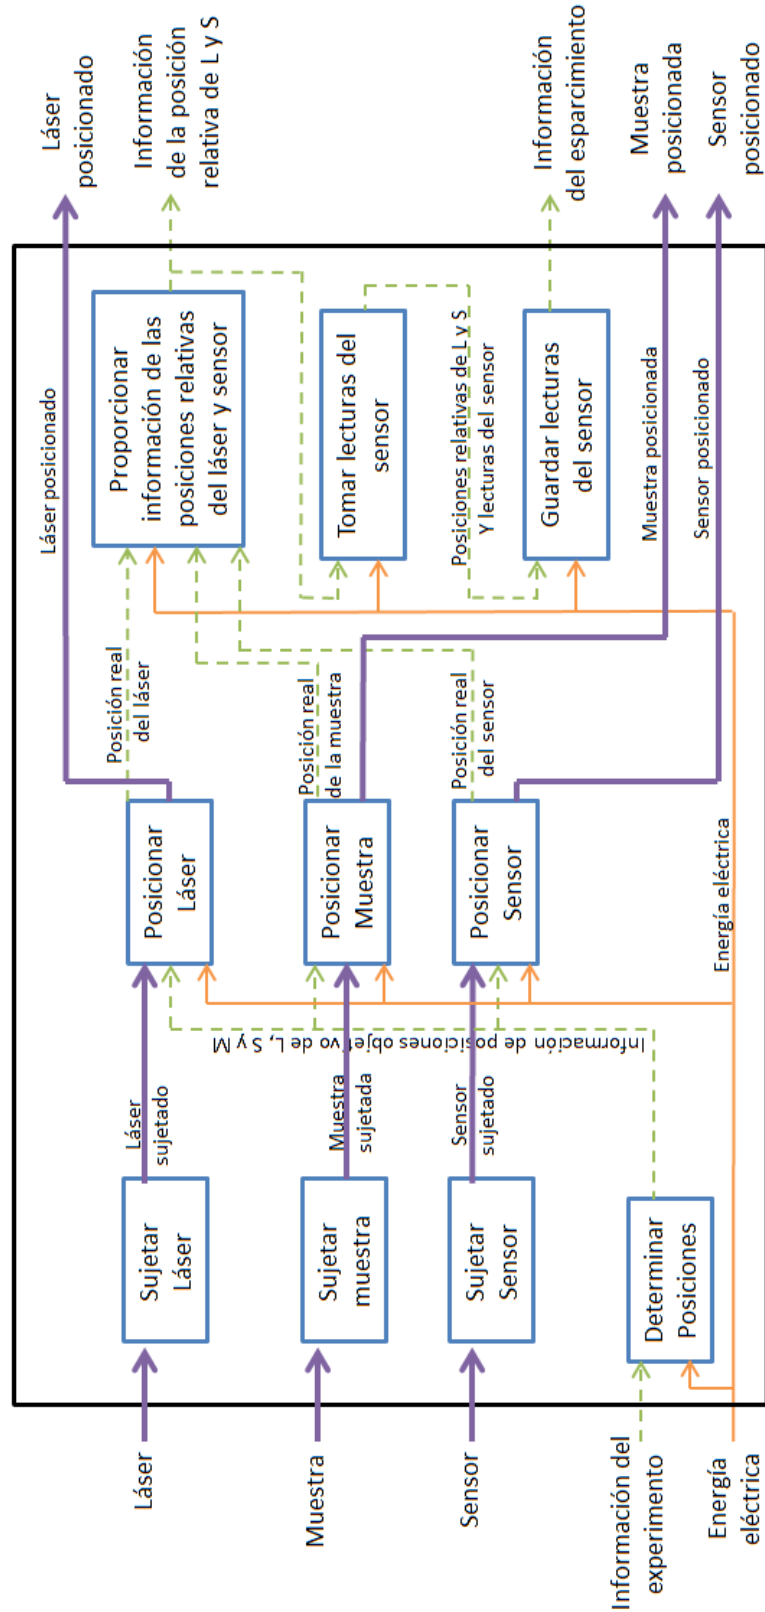 Láser
Muestra
Sensor
Información del
experimento
Energía
eléctrica
Sujetar
Láser
Sujetar
muestra
Sujetar
Sensor
Determinar
Posiciones
Láser
sujetado
Muestra
sujetada
Sensor
sujetado
Información de posiciones objetivo de L, S y M
Posicionar
Láser
Posicionar
Muestra
Posicionar
Sensor
Energía eléctrica
Posición real
del láser
Posición real
de la muestra
Posición real
del sensor
Láser posicionado
Proporcionar
información de las
posiciones relativas
del láser y sensor
Tomar lecturas del
sensor
Posiciones relativas de L y S
Y lecturas del sensor
Guardar lecturas
del sensor
Muestra posicionada
Sensor posicionado
Láser
posicionado
Información
de la posición
relativa de L y S
Información
del esparcimiento
Muestra
posicionada
Sensor
posicionado